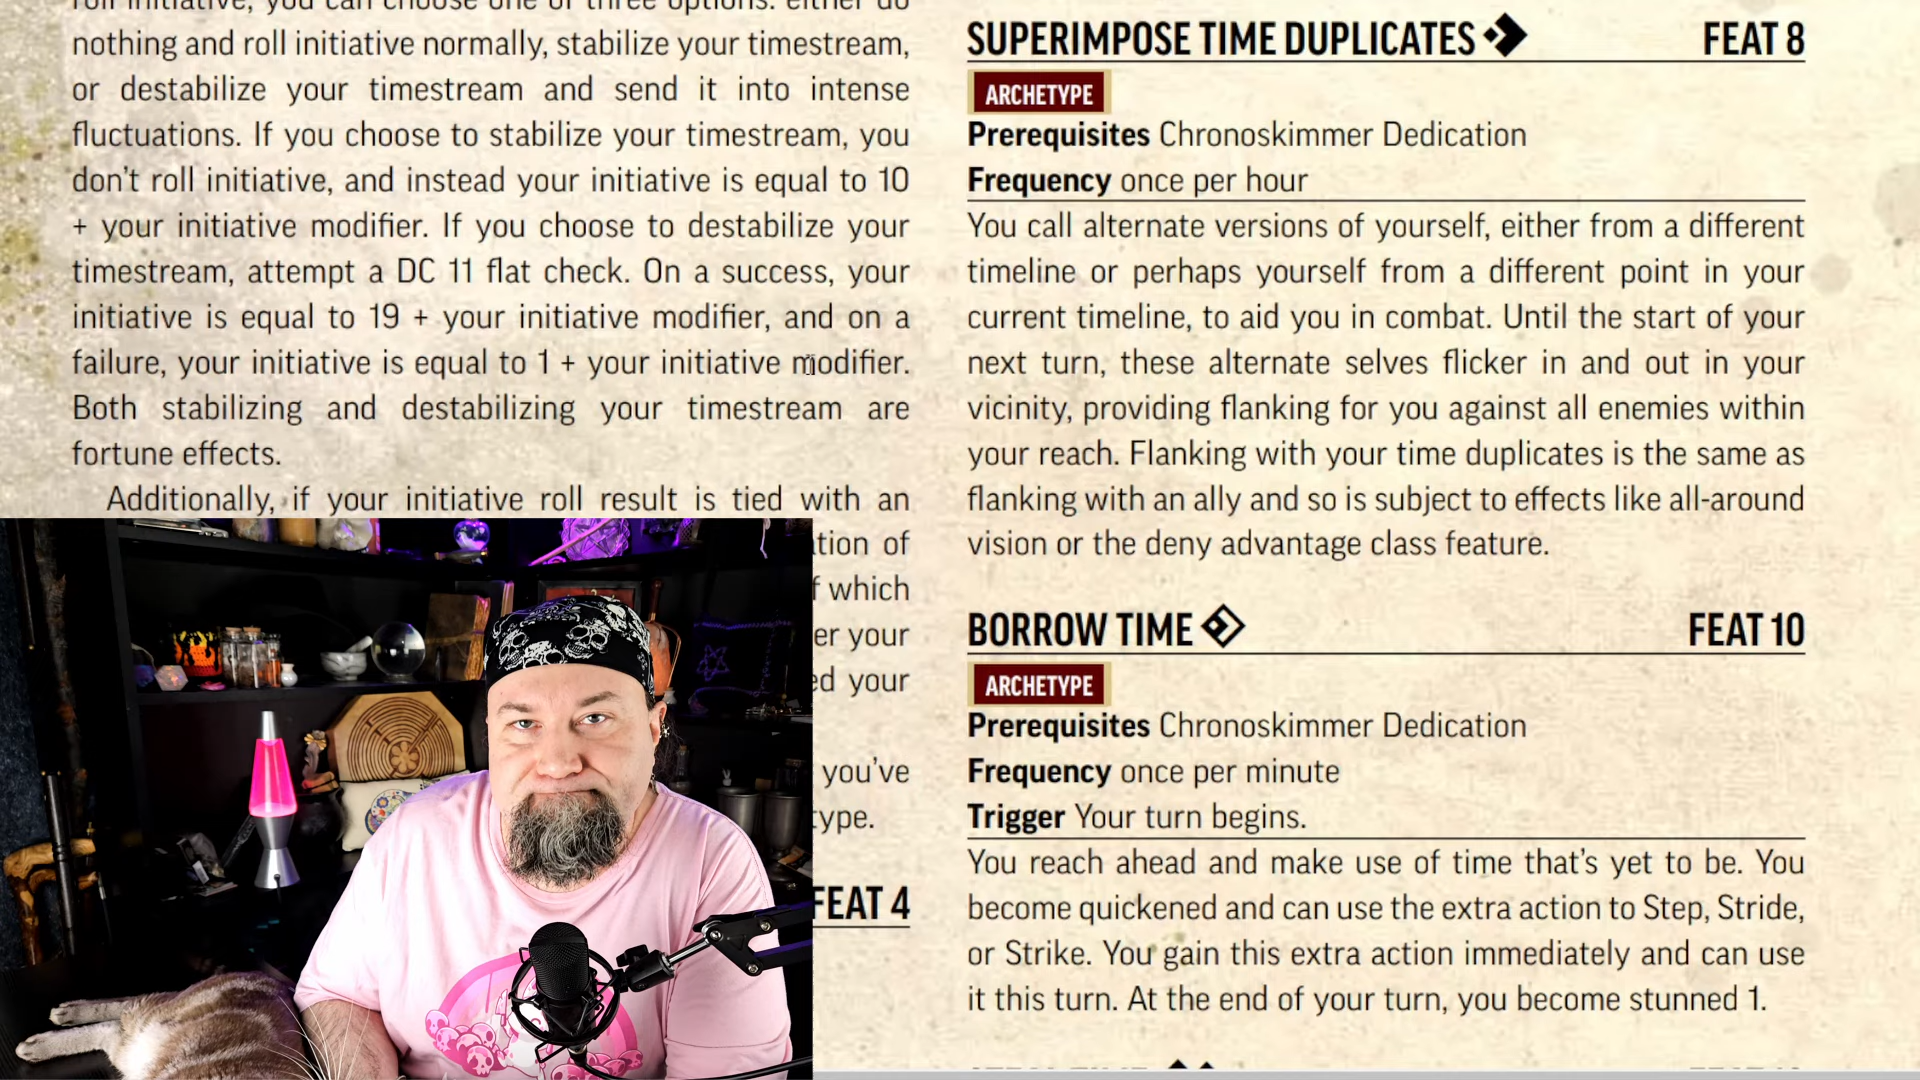 roll initiative, you can choose one of three options: either do
nothing and roll initiative normally, stabilize your timestream,
or destabilize your timestream and send it into intense
fluctuations. If you choose to stabilize your timestream, you
don't roll initiative, and instead your initiative is equal to 10
+ your initiative modifier. If you choose to destabilize your
timestream, attempt a DC 11 flat check. On a success, your
initiative is equal to 19 + your initiative modifier, and on a
failure, your initiative is equal to 1 + your initiative modifier.
Both stabilizing and destabilizing your timestream are
fortune effects.
Additionally, if your initiative roll result is tied with an
of
which
your
your
you've
FEAT 4
SUPERIMPOSE TIME DUPLICATES FEAT 8
ARCHETYPE
Prerequisites Chronoskimmer Dedication
Frequency once per hour
You call alternate versions of yourself, either from a different
timeline or perhaps yourself from a different point in your
current timeline, to aid you in combat. Until the start of your
next turn, these alternate selves flicker in and out in your
vicinity, providing flanking for you against all enemies within
your reach. Flanking with your time duplicates is the same as
flanking with an ally and so is subject to effects like all-around
vision or the deny advantage class feature.
BORROW TIME FEAT 10
ARCHETYPE
Prerequisites Chronoskimmer Dedication
Frequency once per minute
Trigger Your turn begins.
You reach ahead and make use of time that's yet to be. You
become quickened and can use the extra action to Step, Stride,
or Strike. You gain this extra action immediately and can use
it this turn. At the end of your turn, you become stunned 1.